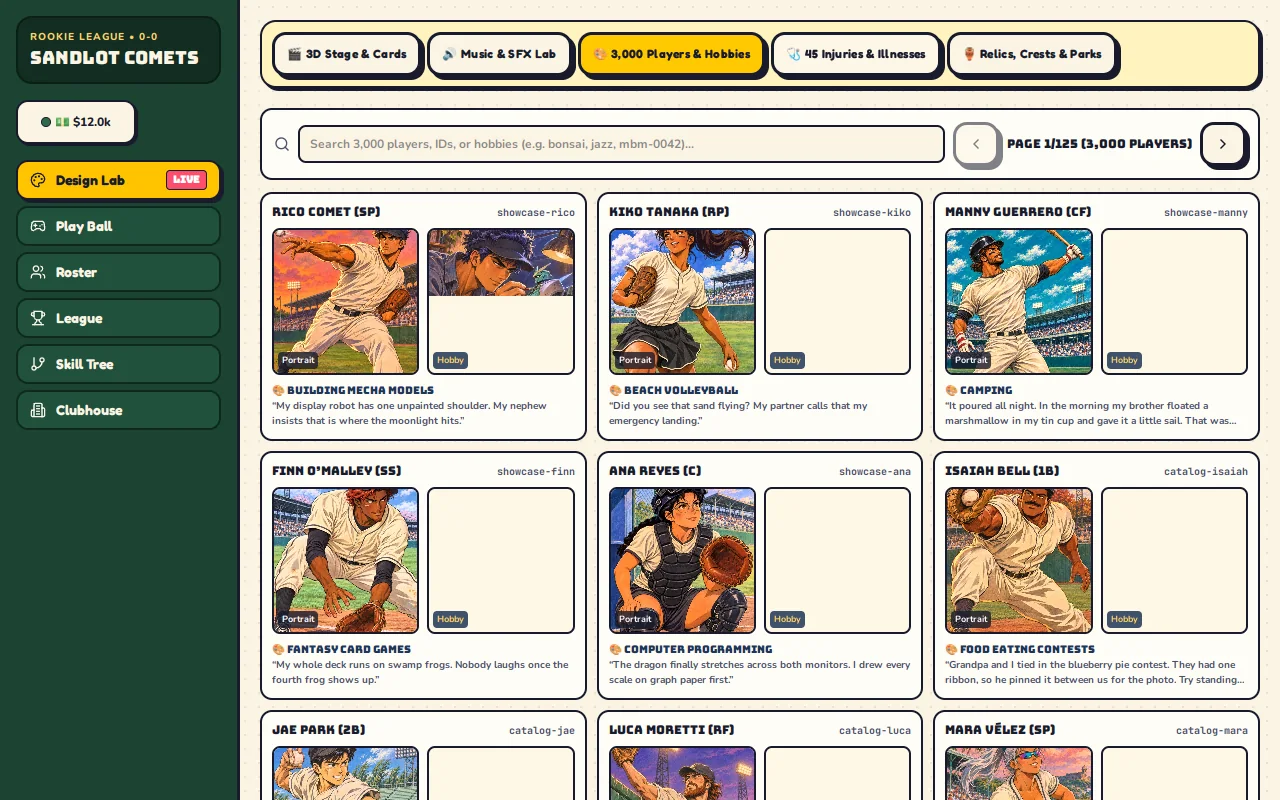 ROOKIE LEAGUE • 0-0
SANDLOT COMETS
💵 $12.0k
Design Lab
LIVE
Play Ball
Roster
League
Skill Tree
Clubhouse
🎬 3D Stage & Cards
🔊 Music & SFX Lab
🎨 3,000 Players & Hobbies
🩺 45 Injuries & Illnesses
🏺 Relics, Crests & Parks
Search 3,000 players, IDs, or hobbies (e.g. bonsai, jazz, mbm-0042)...
PAGE 1/125 (3,000 PLAYERS)
RICO COMET (SP)
showcase-rico
Portrait
Hobby
🎨 BUILDING MECHA MODELS
“My display robot has one unpainted shoulder. My nephew
insists that is where the moonlight hits.”
KIKO TANAKA (RP)
showcase-kiko
Portrait
Hobby
🎨 BEACH VOLLEYBALL
“Did you see that sand flying? My partner calls that my
emergency landing.”
MANNY GUERRERO (CF)
showcase-manny
Portrait
Hobby
🎨 CAMPING
“It poured all night. In the morning my brother floated a
marshmallow in my tin cup and gave it a little sail. That was...
FINN O’MALLEY (SS)
showcase-finn
Portrait
Hobby
🎨 FANTASY CARD GAMES
“My whole deck runs on swamp frogs. Nobody laughs once the
fourth frog shows up.”
ANA REYES (C)
showcase-ana
Portrait
Hobby
🎨 COMPUTER PROGRAMMING
“The dragon finally stretches across both monitors. I drew every
scale on graph paper first.”
ISAIAH BELL (1B)
catalog-isaiah
Portrait
Hobby
🎨 FOOD EATING CONTESTS
“Grandpa and I tied in the blueberry pie contest. They had one
ribbon, so he pinned it between us for the photo. Try standing...
JAE PARK (2B)
catalog-jae
LUCA MORETTI (RF)
catalog-luca
MARA VÉLEZ (SP)
catalog-mara